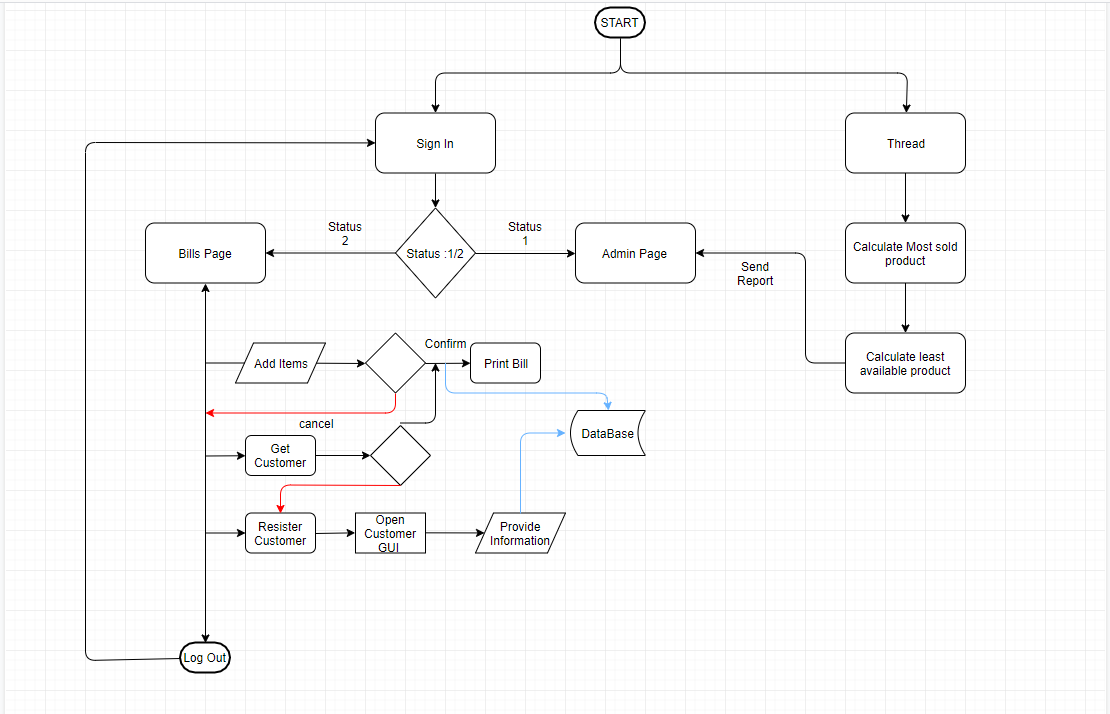 START
Sign In
Thread
Status
2
Status
1
Bills Page
Status :1/2
Admin Page
Send
Report
Calculate Most sold
product
Confirm
Add Items
Print Bill
Calculate least
available product
cancel
DataBase
Get
Customer
Resister
Customer
Open
Customer
GUI
Provide
Information
Log Out